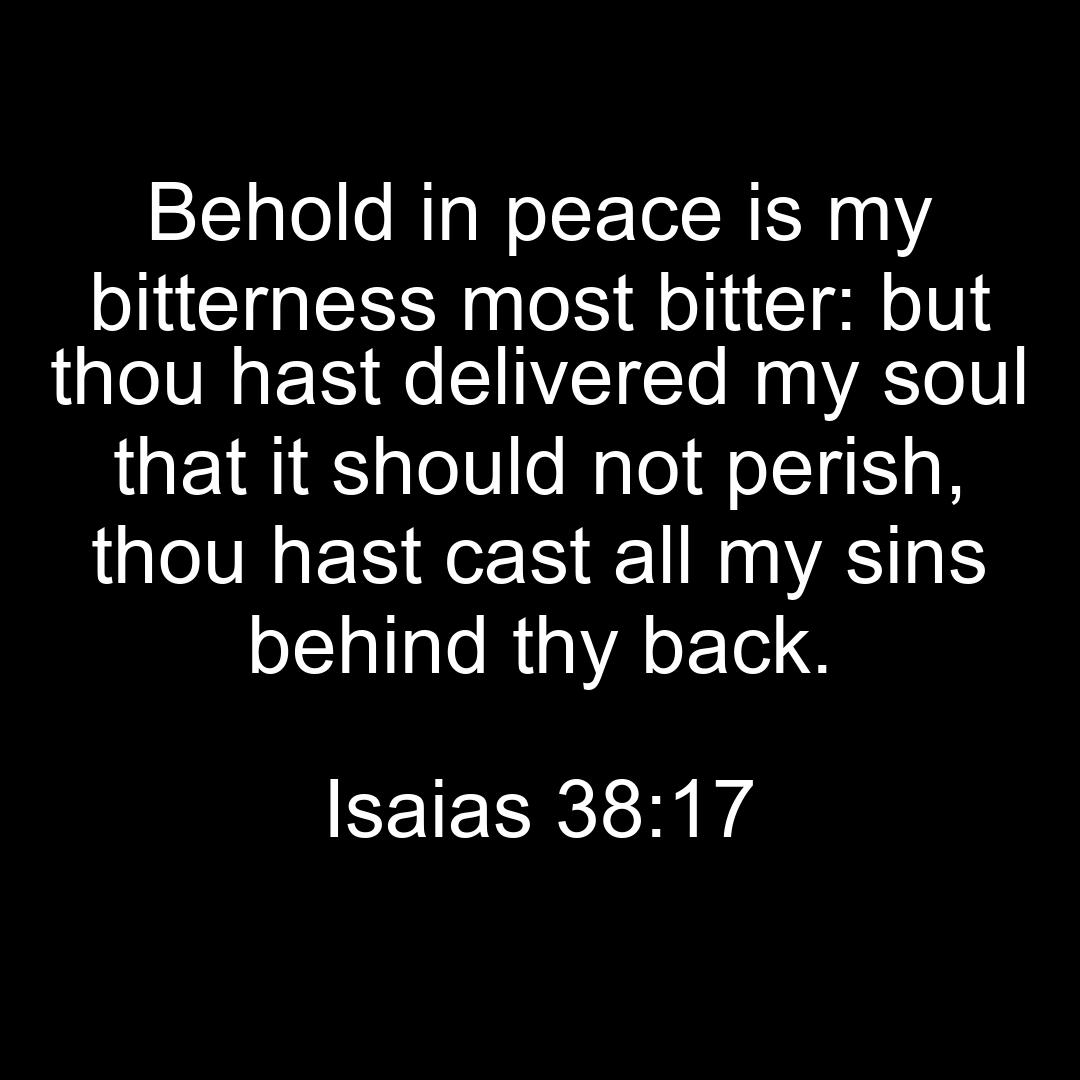 Behold in peace is my
bitterness most bitter: but
thou hast delivered my soul
that it should not perish,
thou hast cast all my sins
behind thy back.
Isaias 38:17